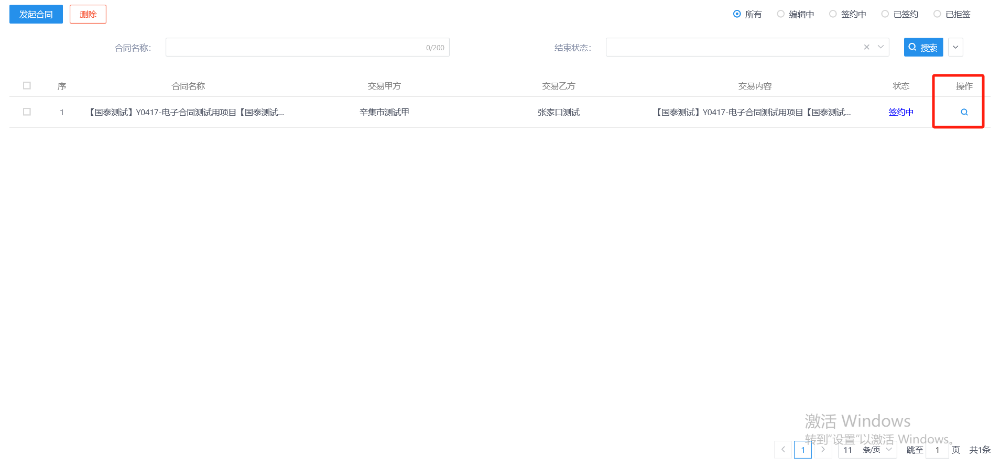 发起合同 删除 所有 编辑中 签约中 已签约 已拒签
合同名称： 0/200 结束状态： 搜索
序 合同名称 交易甲方 交易乙方 交易内容 状态 操作
1 【国泰测试】Y0417-电子合同测试用项目【国泰测试... 辛集市测试甲 张家口测试 【国泰测试】Y0417-电子合同测试用项目【国泰测试... 签约中
激活 Windows
转到“设置”以激活 Windows。
1 11 条/页 跳至 1 页 共1条